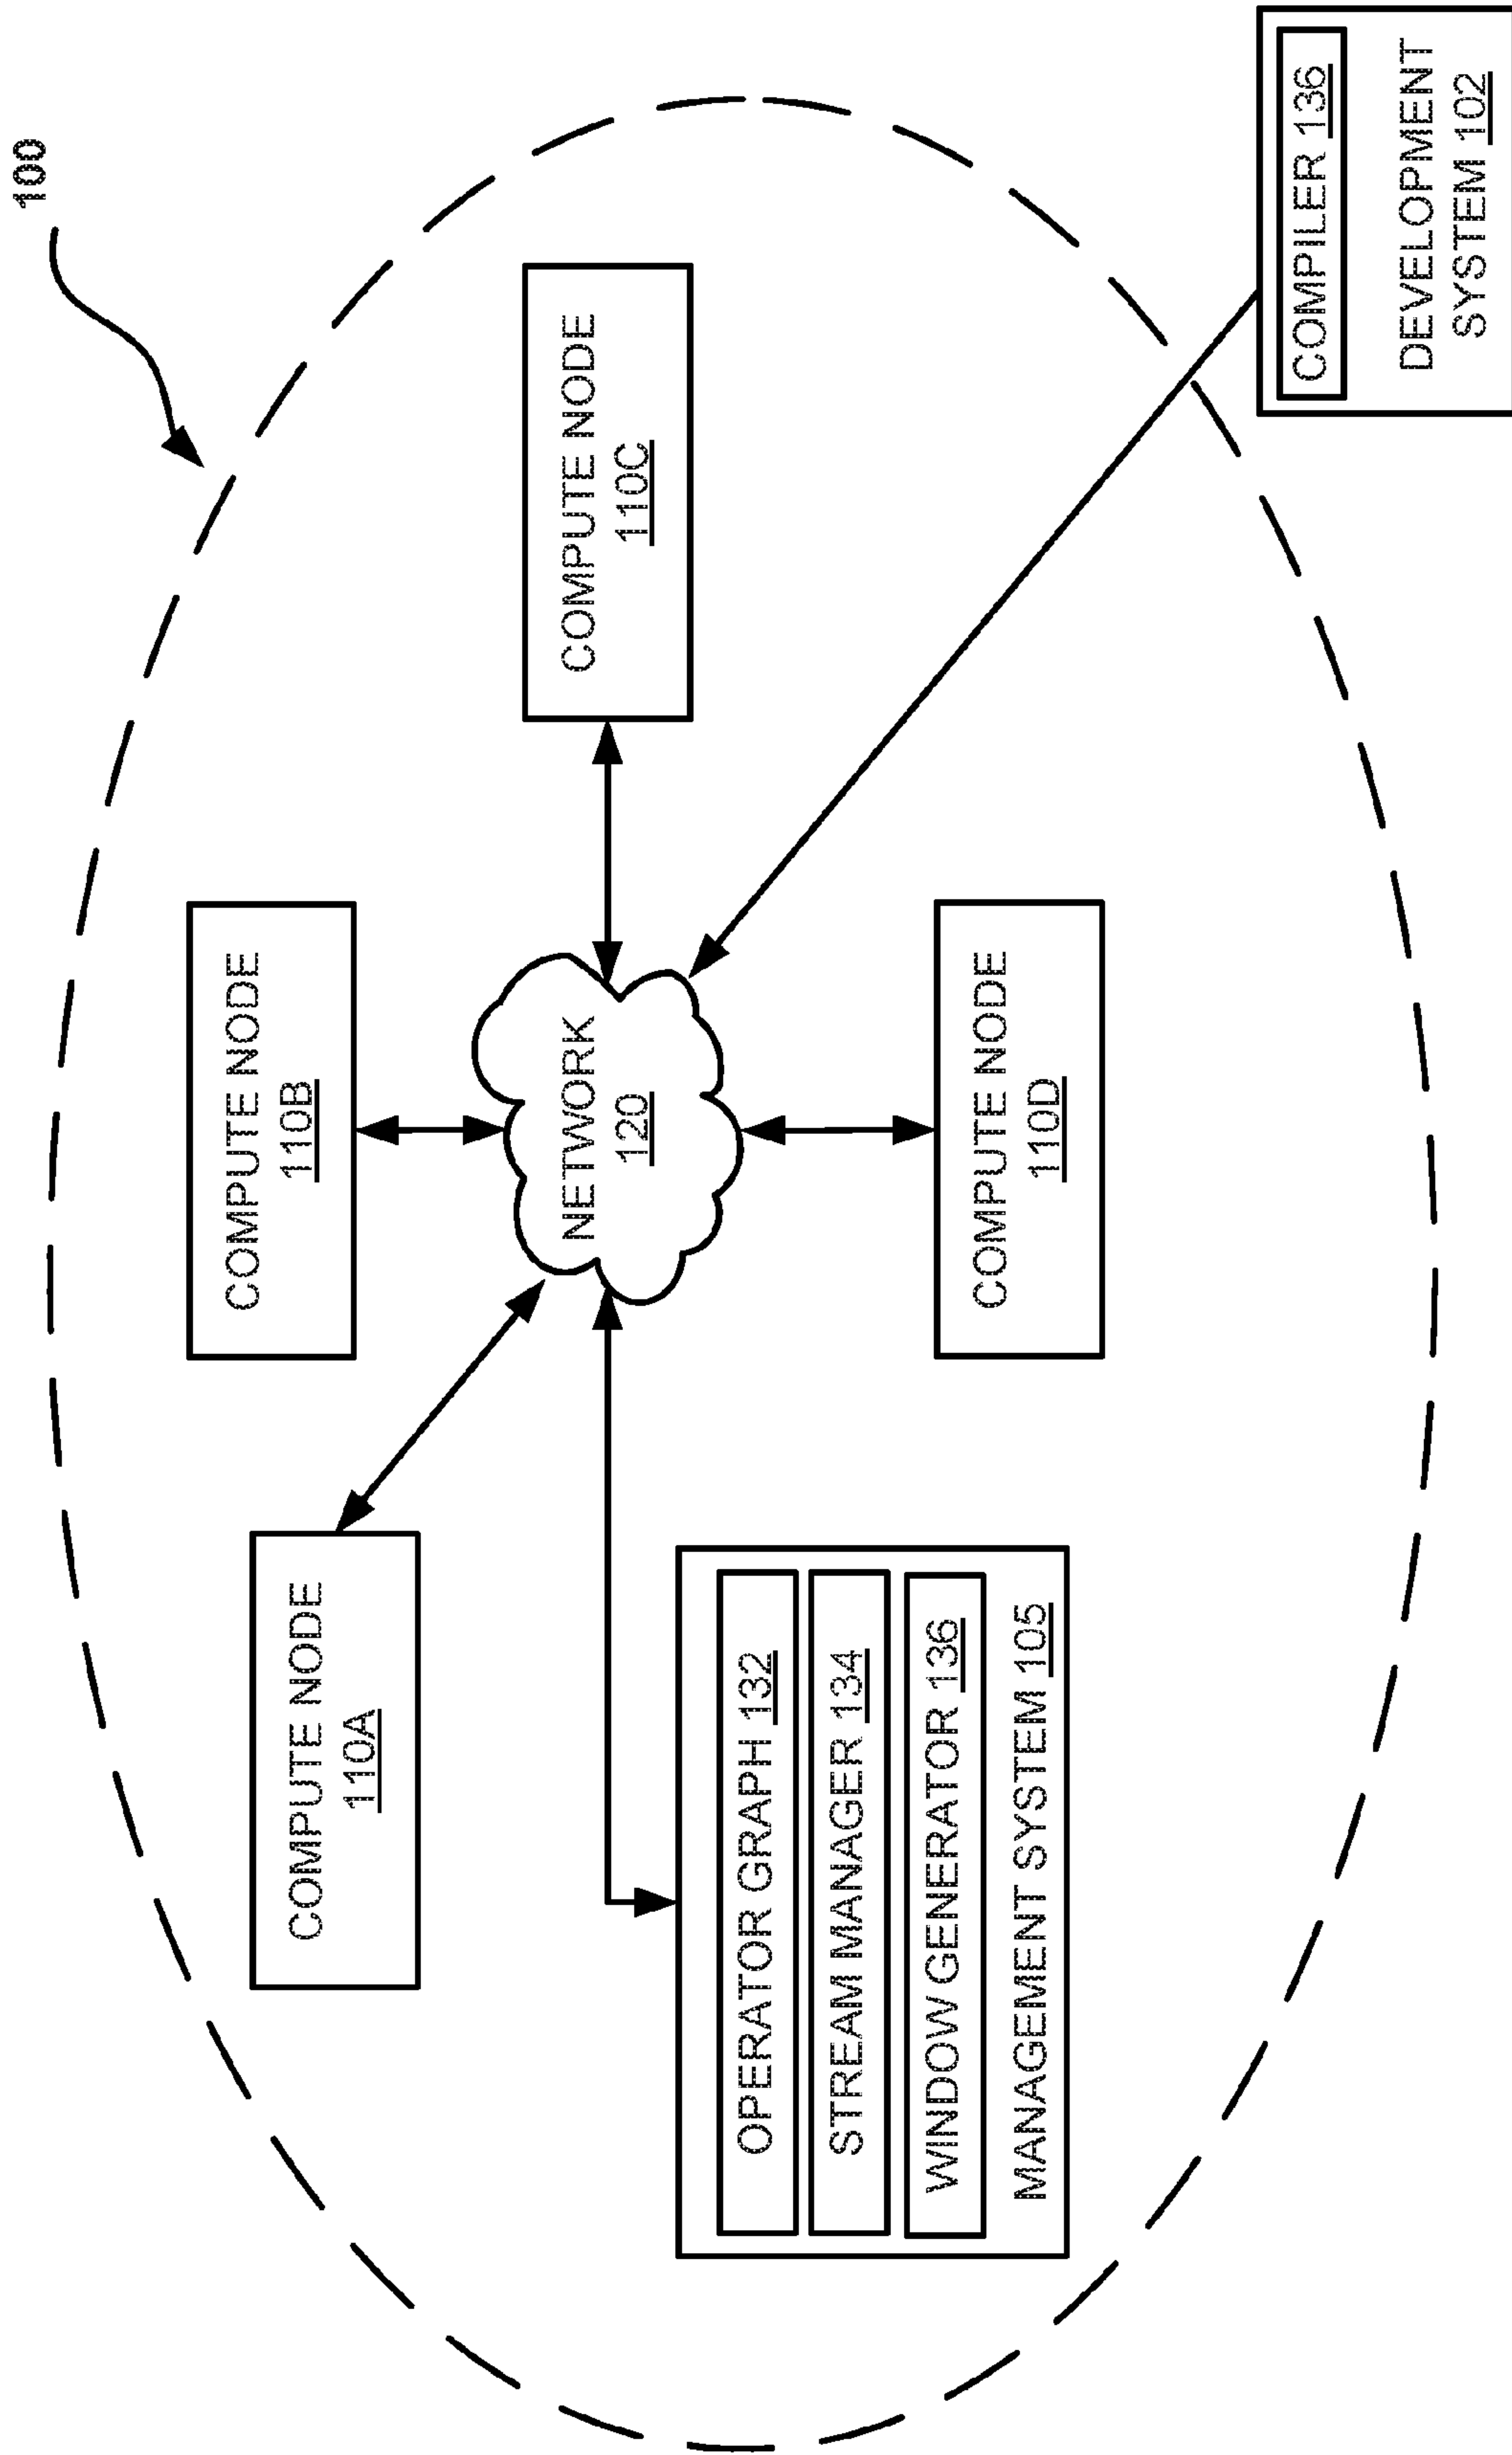 100
COMPUTE NODE
110A
COMPUTE NODE
110B
COMPUTE NODE
110C
NETWORK
120
OPERATOR GRAPH 132
STREAM MANAGER 134
WINDOW GENERATOR 136
MANAGEMENT SYSTEM 105
COMPUTE NODE
110D
COMPILER 136
DEVELOPMENT
SYSTEM 102